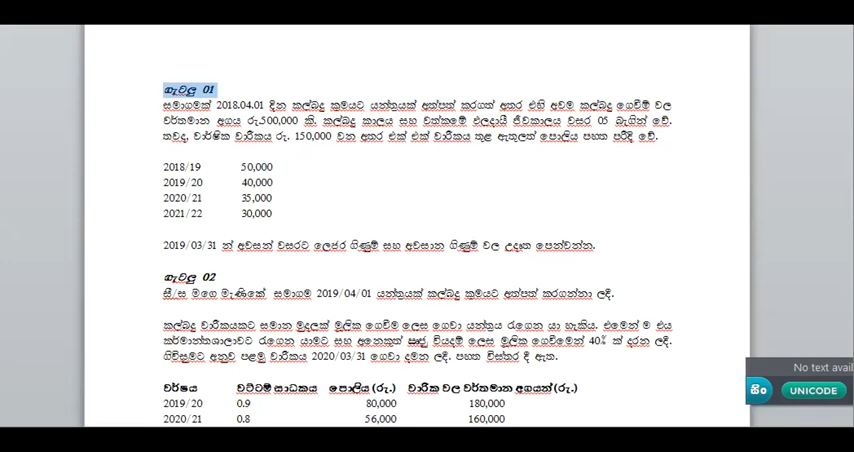 ගැටලු 01
සමාගමක් 2018.04.01 දින කල්බදු ක්‍රමයට යන්ත්‍රයක් අත්පත් කරගත් අතර එහි අවම කල්බදු ගෙවීම් වල
වර්තමාන අගය රු.500,000 කි. කල්බදු කාලය සහ වත්කමේ ඵලදායී ජීවකාලය වසර 05 බැගින් වේ.
තවද, වාර්ෂික වාරිකය රු. 150,000 වන අතර එක් එක් වාරිකය තුළ ඇතුලත් පොලිය පහත පරිදි වේ.
2018/19 50,000
2019/20 40,000
2020/21 35,000
2021/22 30,000
2019/03/31 න් අවසන් වසරට ලෙජර ගිණුම් සහ අවසාන ගිණුම් වල උද්ෘත පෙන්වන්න.
ගැටලු 02
සී/ස මගෙ මැණිකේ සමාගම 2019/04/01 යන්ත්‍රයක් කල්බදු ක්‍රමයට අත්පත් කරගන්නා ලදී.
කල්බදු වාරිකයකට සමාන මුදලක් මූලික ගෙවීම ලෙස ගෙවා යන්ත්‍රය රැගෙන යා හැකිය. එමෙන් ම එය
කර්මාන්තශාලාවට රැගෙන යාමට සහ අනෙකුත් සෘජු වියදම් ලෙස මූලික ගෙවීමෙන් 40% ක් දරන ලදී.
ගිවිසුමට අනුව පළමු වාරිකය 2020/03/31 ගෙවා දමන ලදී. පහත විස්තර දී ඇත.
වර්ෂය වට්ටම් සාධකය පොලිය (රු.) වාරික වල වර්තමාන අගයන් (රු.)
2019/20 0.9 80,000 180,000
2020/21 0.8 56,000 160,000
No text avail
සිං UNICODE